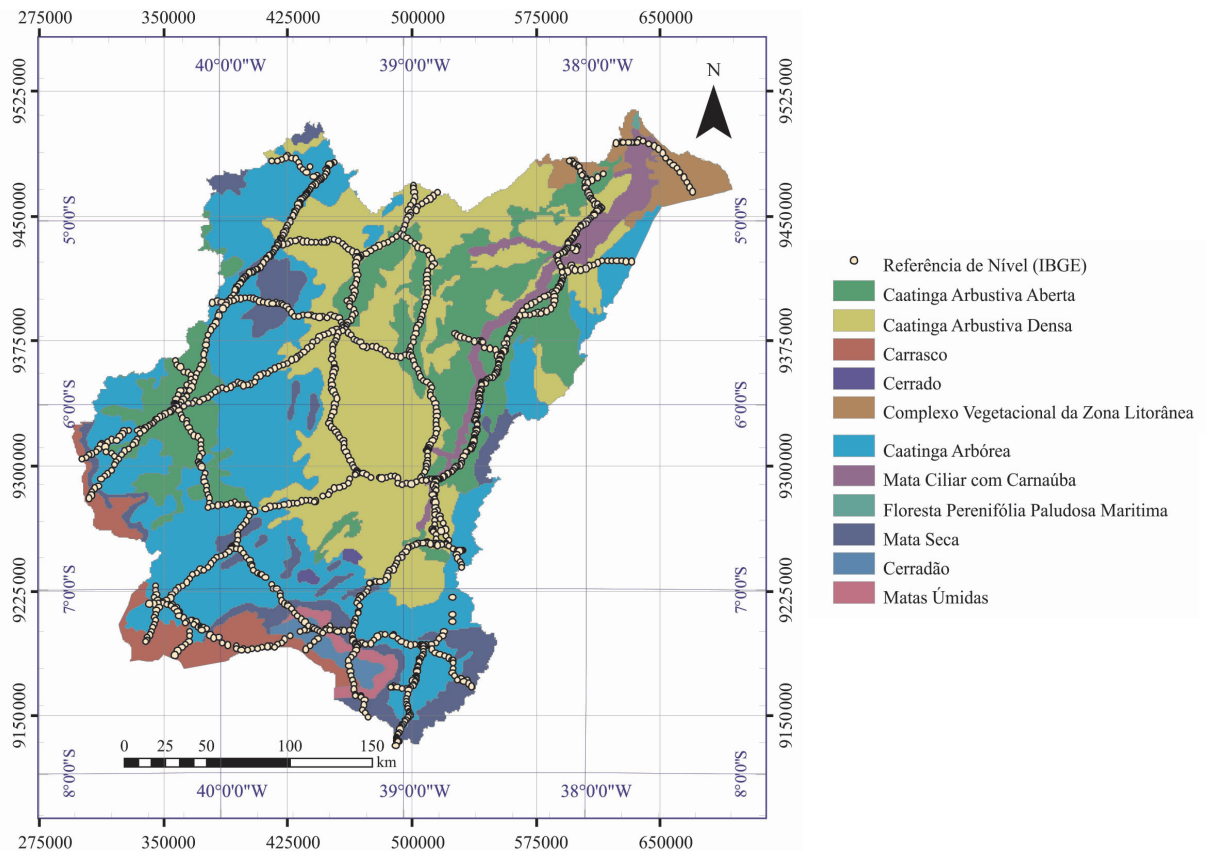 275000 350000 425000 500000 575000 650000
40°0'0"W 39°0'0"W 38°0'0"W
N
9525000 9525000
9450000 5°0'0"S 5°0'0"S 9450000
9375000 9375000
6°0'0"S 6°0'0"S
9300000 9300000
9225000 7°0'0"S 7°0'0"S 9225000
9150000 9150000
8°0'0"S 8°0'0"S
0 25 50 100 150
km
40°0'0"W 39°0'0"W 38°0'0"W
275000 350000 425000 500000 575000 650000
Referência de Nível (IBGE)
Caatinga Arbustiva Aberta
Caatinga Arbustiva Densa
Carrasco
Cerrado
Complexo Vegetacional da Zona Litorânea
Caatinga Arbórea
Mata Ciliar com Carnaúba
Floresta Perenifólia Paludosa Marítima
Mata Seca
Cerradão
Matas Úmidas